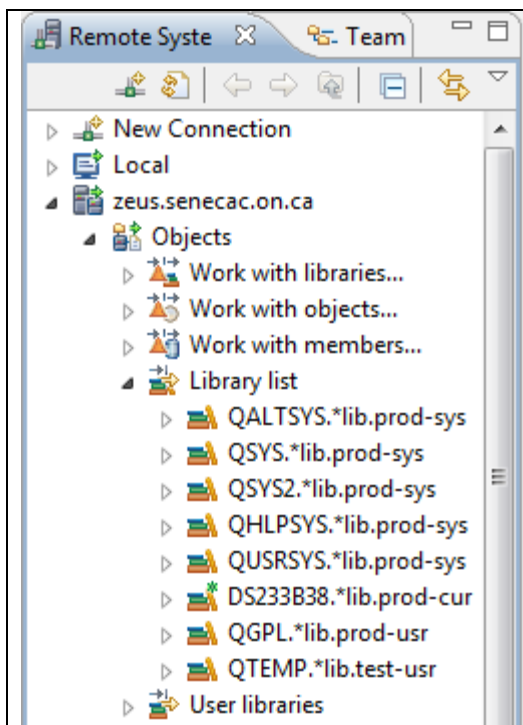 Remote Syste Team
New Connection
Local
zeus.senecac.on.ca
Objects
Work with libraries...
Work with objects...
Work with members...
Library list
QALTSYS.*lib.prod-sys
QSYS.*lib.prod-sys
QSYS2.*lib.prod-sys
QHLPSYS.*lib.prod-sys
QUSRSYS.*lib.prod-sys
DS233B38.*lib.prod-cur
QGPL.*lib.prod-usr
QTEMP.*lib.test-usr
User libraries